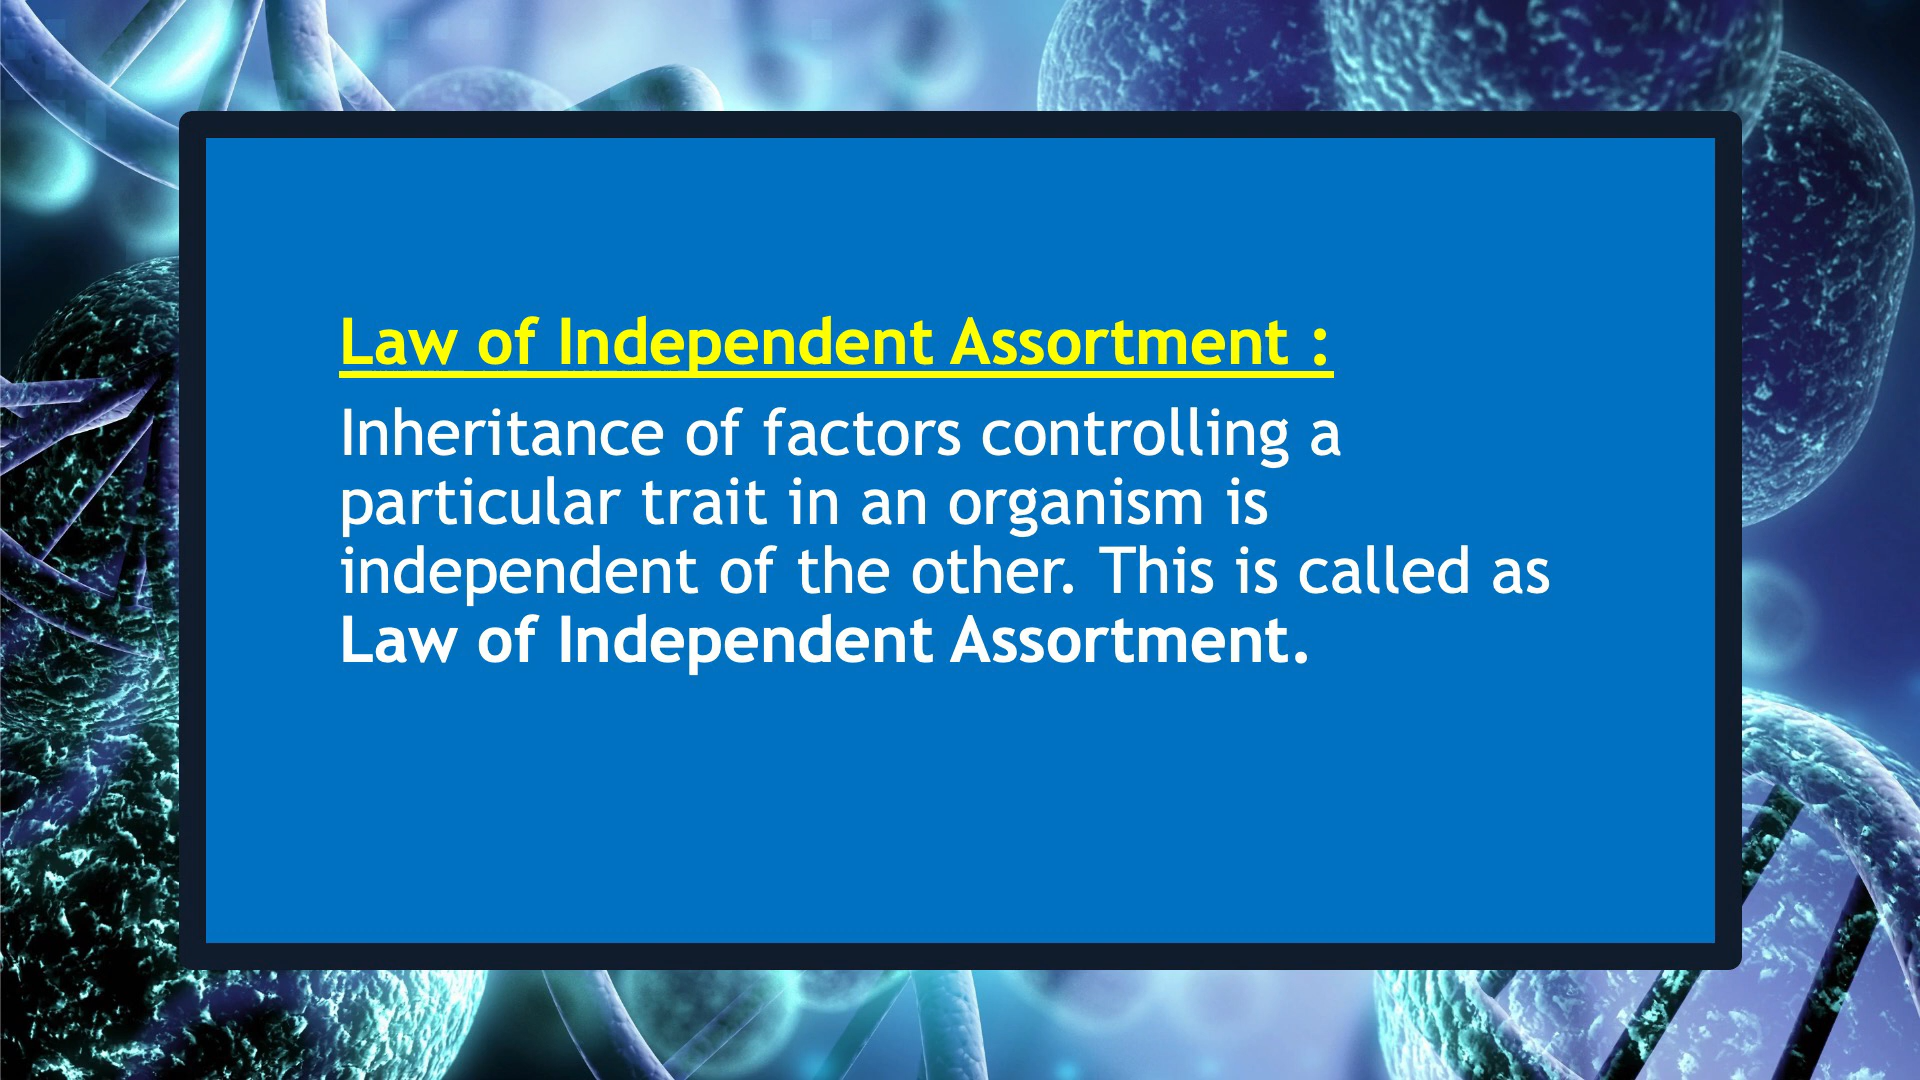 Law of Independent Assortment :
Inheritance of factors controlling a
particular trait in an organism is
independent of the other. This is called as
Law of Independent Assortment.